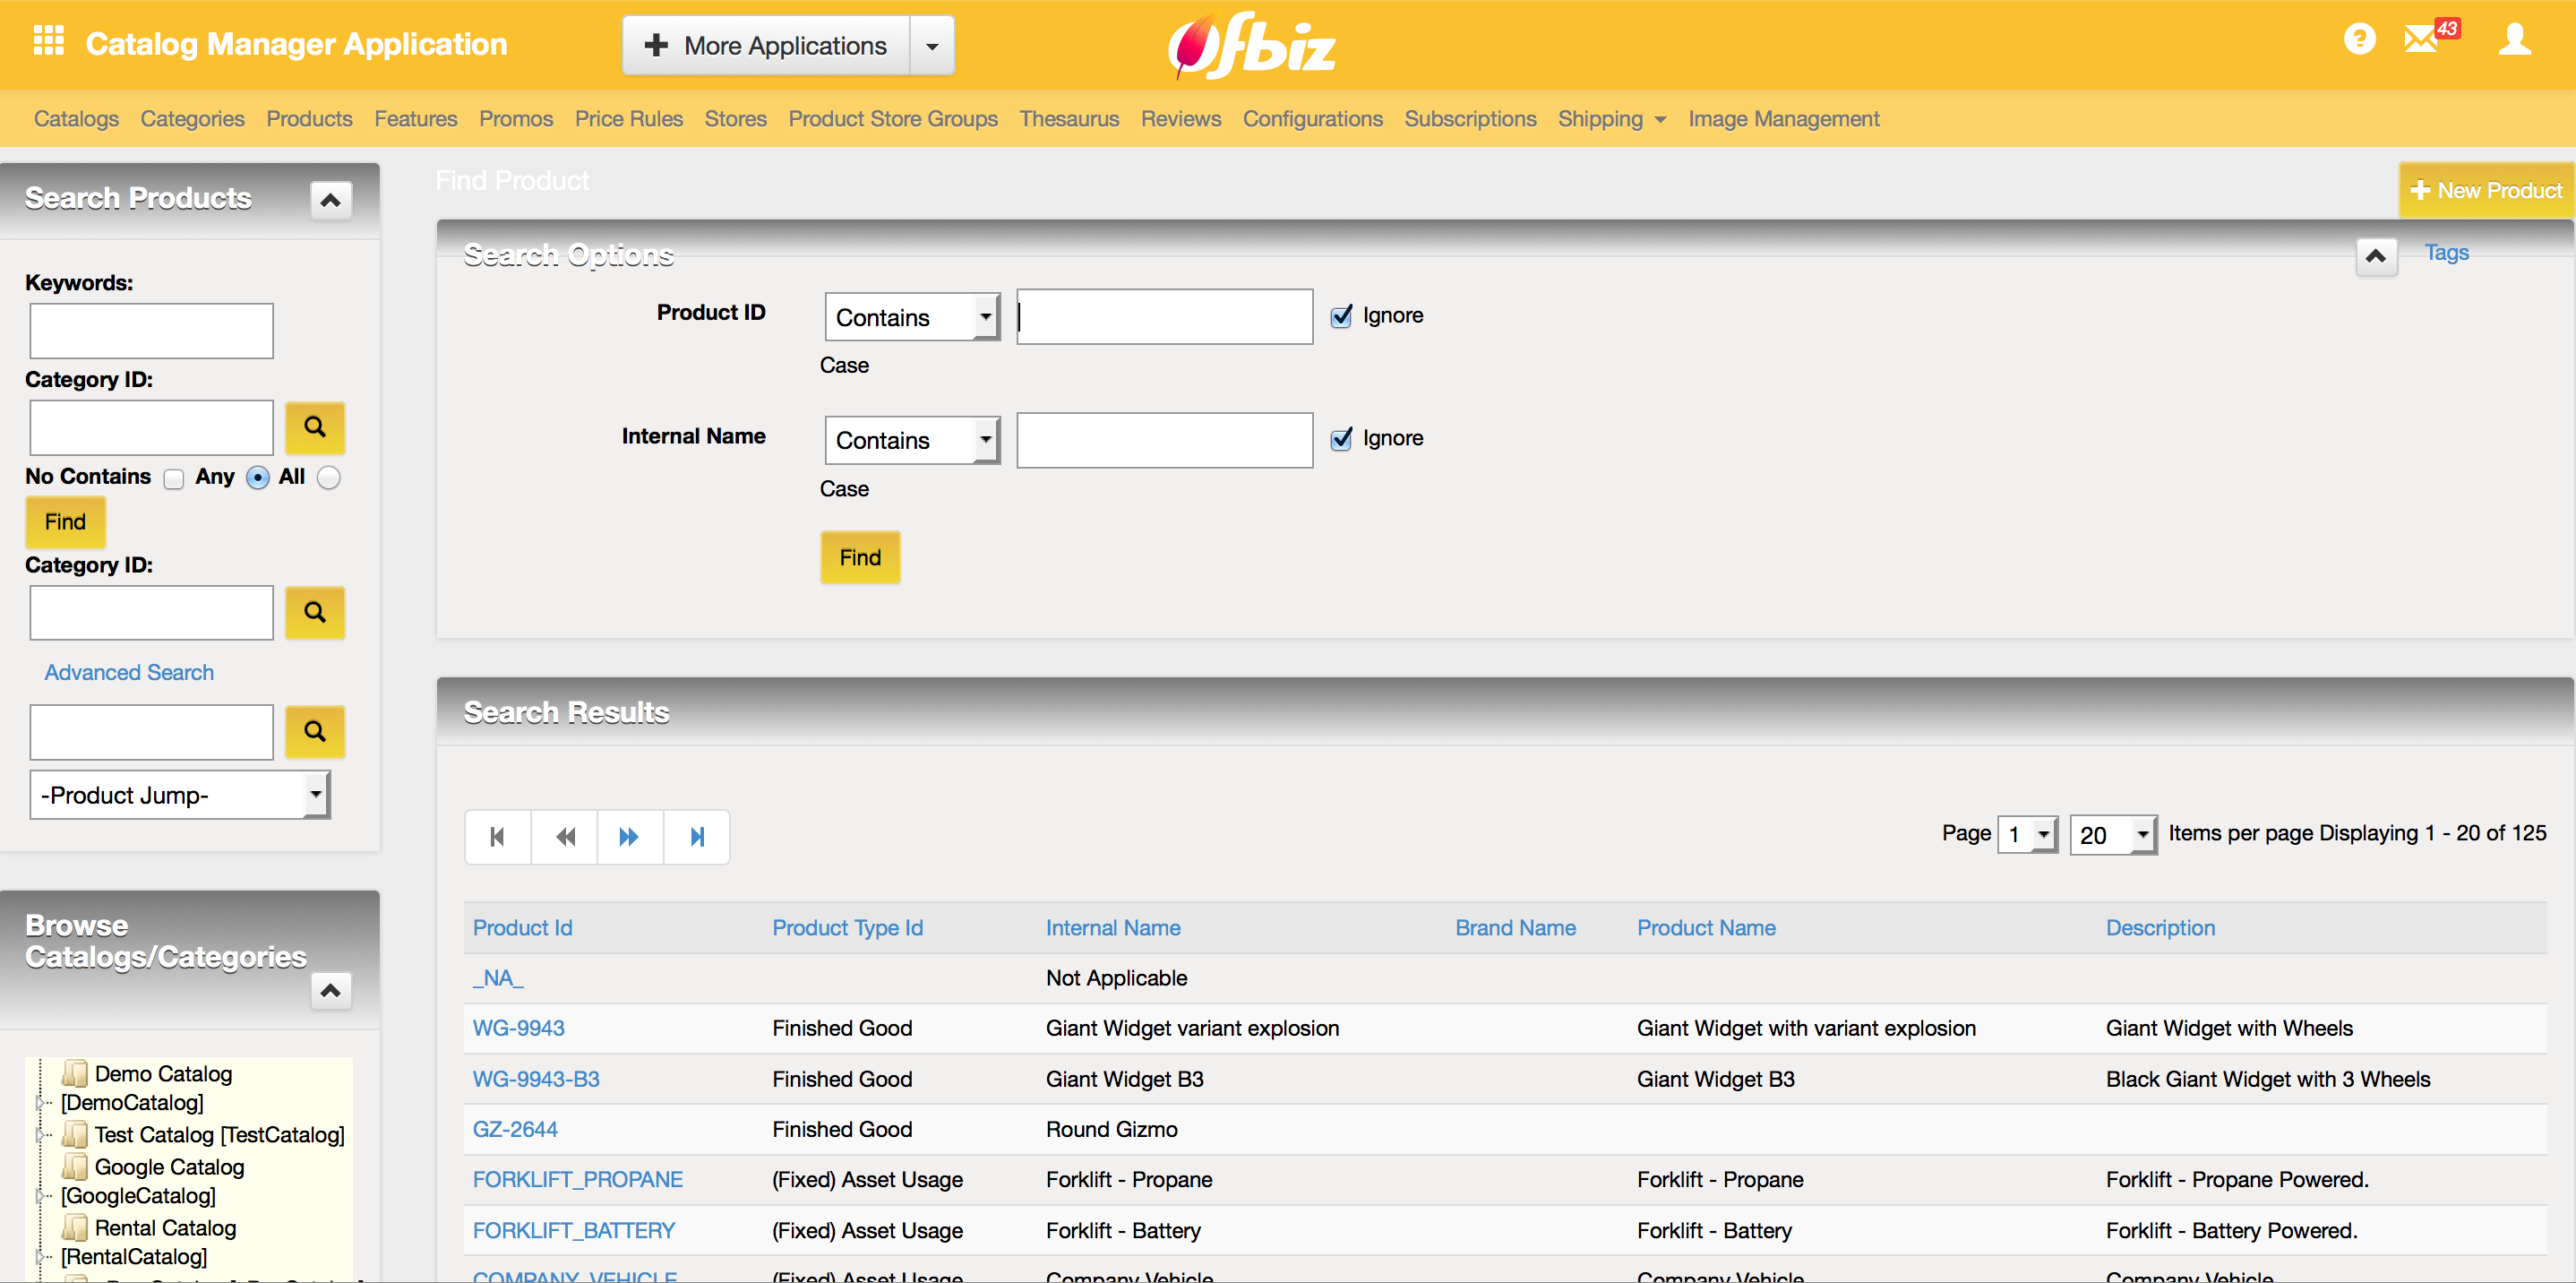 Catalog Manager Application
More Applications
Ofbiz
43
Catalogs Categories Products Features Promos Price Rules Stores Product Store Groups Thesaurus Reviews Configurations Subscriptions Shipping Image Management
Search Products
Keywords:
Category ID:
No Contains Any All
Find
Category ID:
Advanced Search
-Product Jump-
Browse
Catalogs/Categories
Demo Catalog
[DemoCatalog]
Test Catalog [TestCatalog]
Google Catalog
[GoogleCatalog]
Rental Catalog
[RentalCatalog]
Find Product
New Product
Search Options
Tags
Product ID Contains Ignore
Case
Internal Name Contains Ignore
Case
Find
Search Results
Page 1 20 Items per page Displaying 1 - 20 of 125
Product Id Product Type Id Internal Name Brand Name Product Name Description
_NA_ Not Applicable
WG-9943 Finished Good Giant Widget variant explosion Giant Widget with variant explosion Giant Widget with Wheels
WG-9943-B3 Finished Good Giant Widget B3 Giant Widget B3 Black Giant Widget with 3 Wheels
GZ-2644 Finished Good Round Gizmo
FORKLIFT_PROPANE (Fixed) Asset Usage Forklift - Propane Forklift - Propane Forklift - Propane Powered.
FORKLIFT_BATTERY (Fixed) Asset Usage Forklift - Battery Forklift - Battery Forklift - Battery Powered.
COMPANY_VEHICLE (Fixed) Asset Usage Company Vehicle Company Vehicle Company Vehicle